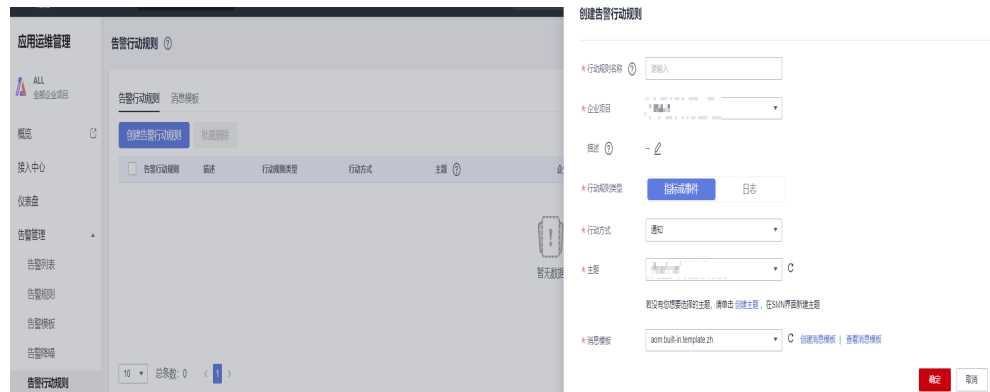 应用运维管理
ALL
全部企业项目
概览
接入中心
仪表盘
告警管理
告警列表
告警规则
告警模板
告警降噪
告警行动规则
告警行动规则
告警行动规则 消息模板
创建告警行动规则 批量删除
告警行动规则 描述 行动规则类型 行动方式 主题
暂无数据
10 总条数: 0 1
创建告警行动规则
* 行动规则名称 请输入
* 企业项目
描述 -
* 行动规则类型 指标或事件 日志
* 行动方式 通知
* 主题
若没有您想要选择的主题,请单击 创建主题 ,在SMN界面新建主题
* 消息模板 aom.built-in.template.zh 创建消息模板 | 查看消息模板
确定 取消